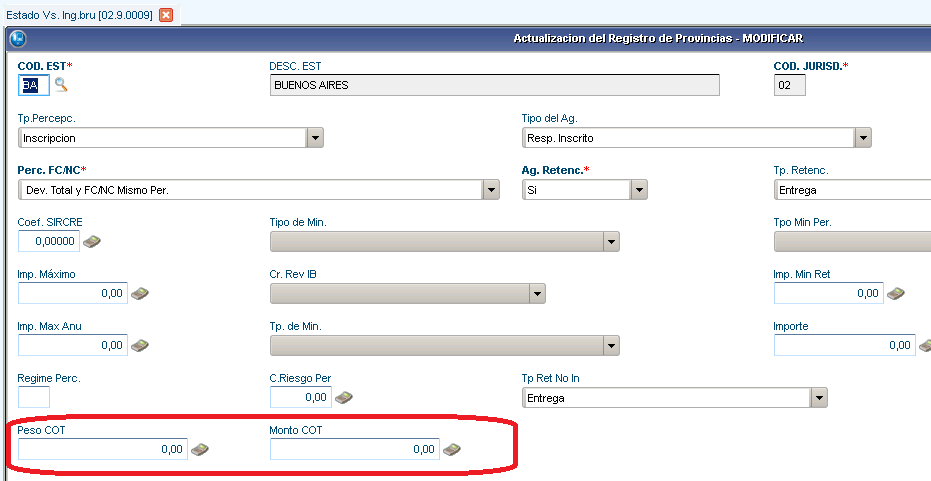 Estado Vs. Ing.bru [02.9.0009]
Actualizacion del Registro de Provincias - MODIFICAR
COD. EST* DESC. EST COD. JURISD.*
BA BUENOS AIRES 02
Tp.Percepc. Tipo del Ag.
Inscripcion Resp. Inscrito
Perc. FC/NC* Ag. Retenc.* Tp. Retenc.
Dev. Total y FC/NC Mismo Per. Si Entrega
Coef. SIRCRE Tipo de Min. Tpo Min Per.
0,00000
Imp. Máximo Cr. Rev IB Imp. Min Ret
0,00 0,00
Imp. Max Anu Tp. de Min. Importe
0,00 0,00
Regime Perc. C.Riesgo Per Tp Ret No In
0,00 Entrega
Peso COT Monto COT
0,00 0,00